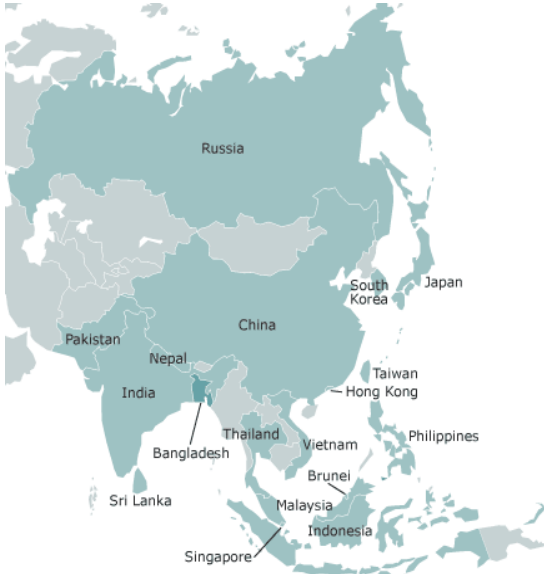 Russia
South
Korea
Japan
China
Pakistan
Nepal
Taiwan
Hong Kong
India
Thailand
Philippines
Vietnam
Bangladesh
Brunei
Sri Lanka
Malaysia
Indonesia
Singapore